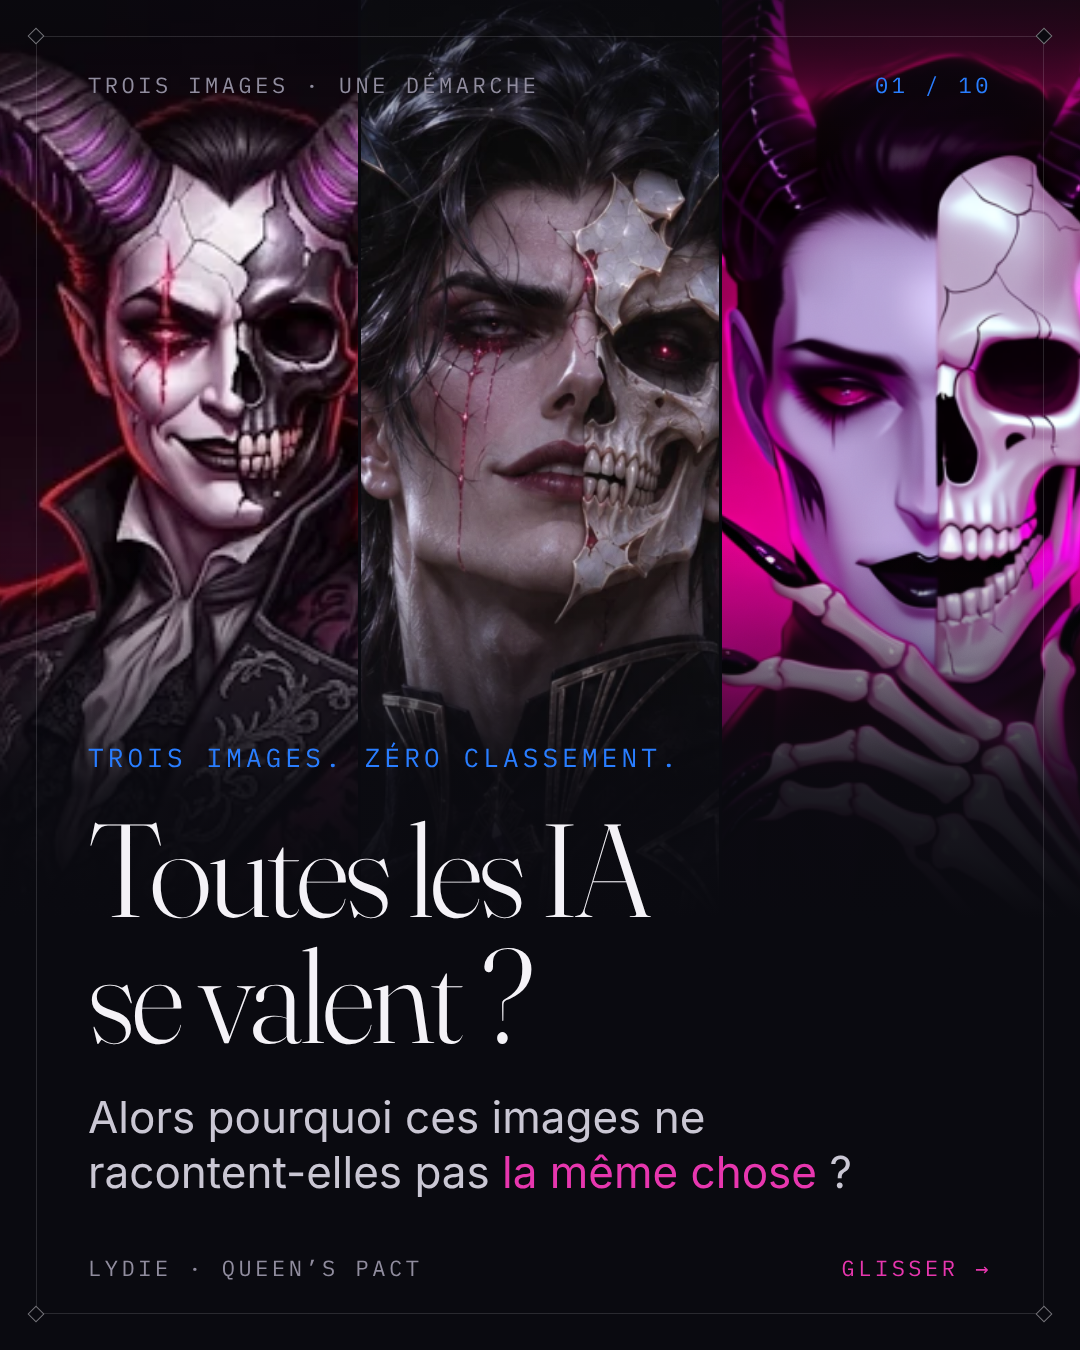 TROIS IMAGES · UNE DÉMARCHE
01 / 10
TROIS IMAGES. ZÉRO CLASSEMENT.
Toutes les IA
se valent ?
Alors pourquoi ces images ne
racontent-elles pas la même chose ?
LYDIE · QUEEN’S PACT
GLISSER →